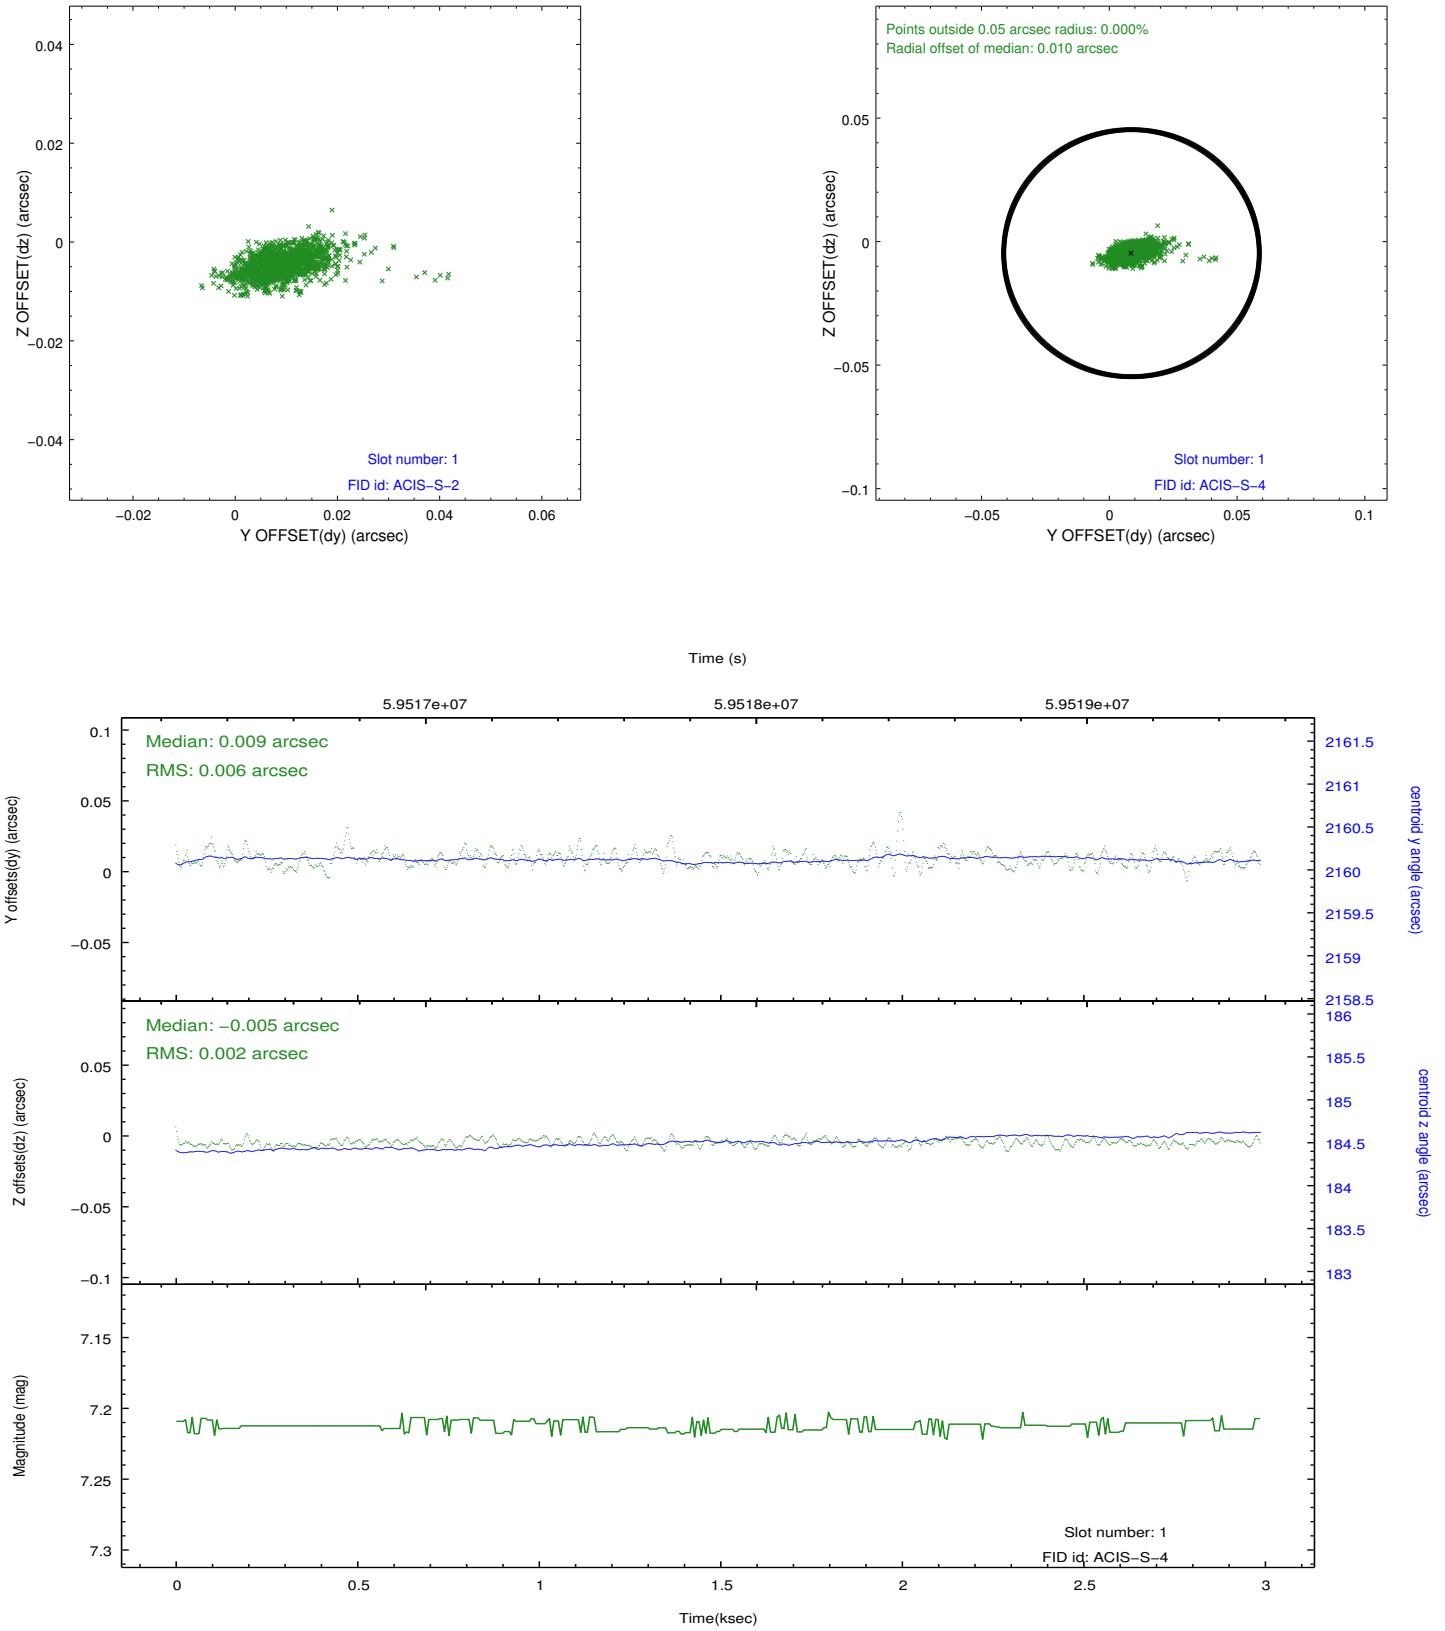 0.04
0.02
0
−0.02
−0.04
Z OFFSET(dz) (arcsec)
Slot number: 1
FID id: ACIS−S−2
−0.02
0
0.02
0.04
0.06
Y OFFSET(dy) (arcsec)
Points outside 0.05 arcsec radius: 0.000%
Radial offset of median: 0.010 arcsec
0.05
0
−0.05
−0.1
Z OFFSET(dz) (arcsec)
Slot number: 1
FID id: ACIS−S−4
−0.05
0
0.05
0.1
Y OFFSET(dy) (arcsec)
Time (s)
5.9517e+07
5.9518e+07
5.9519e+07
Median: 0.009 arcsec
RMS: 0.006 arcsec
0.1
0.05
0
−0.05
Y offsets(dy) (arcsec)
2161.5
2161
2160.5
2160
2159.5
2159
2158.5
centroid y angle (arcsec)
Median: −0.005 arcsec
RMS: 0.002 arcsec
0.05
0
−0.05
−0.1
Z offsets(dz) (arcsec)
186
185.5
185
184.5
184
183.5
183
centroid z angle (arcsec)
7.15
7.2
7.25
7.3
Magnitude (mag)
Slot number: 1
FID id: ACIS−S−4
0
0.5
1
1.5
2
2.5
3
Time(ksec)